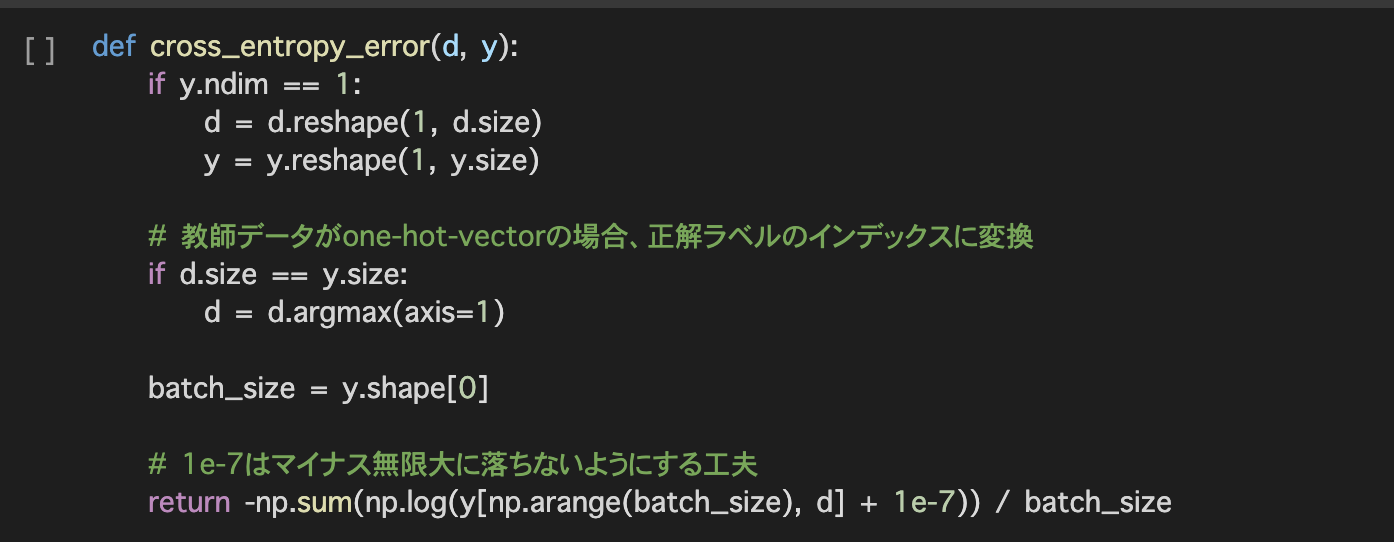 [ ] def cross_entropy_error(d, y):
    if y.ndim == 1:
        d = d.reshape(1, d.size)
        y = y.reshape(1, y.size)

    # 教師データがone-hot-vectorの場合、正解ラベルのインデックスに変換
    if d.size == y.size:
        d = d.argmax(axis=1)

    batch_size = y.shape[0]

    # 1e-7はマイナス無限大に落ちないようにする工夫
    return -np.sum(np.log(y[np.arange(batch_size), d] + 1e-7)) / batch_size